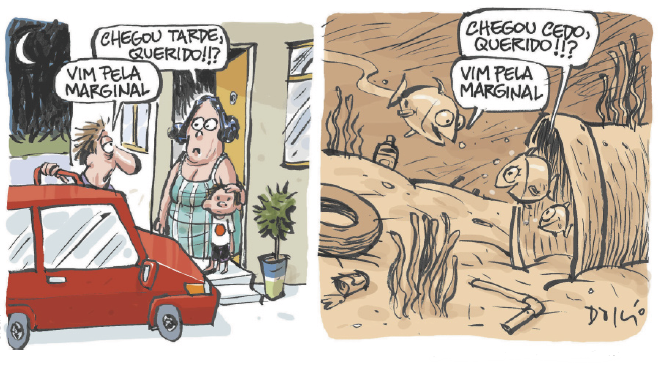 CHEGOU TARDE,
QUERIDO!!?
VIM PELA
MARGINAL
CHEGOU CEDO,
QUERIDO!!?
VIM PELA
MARGINAL